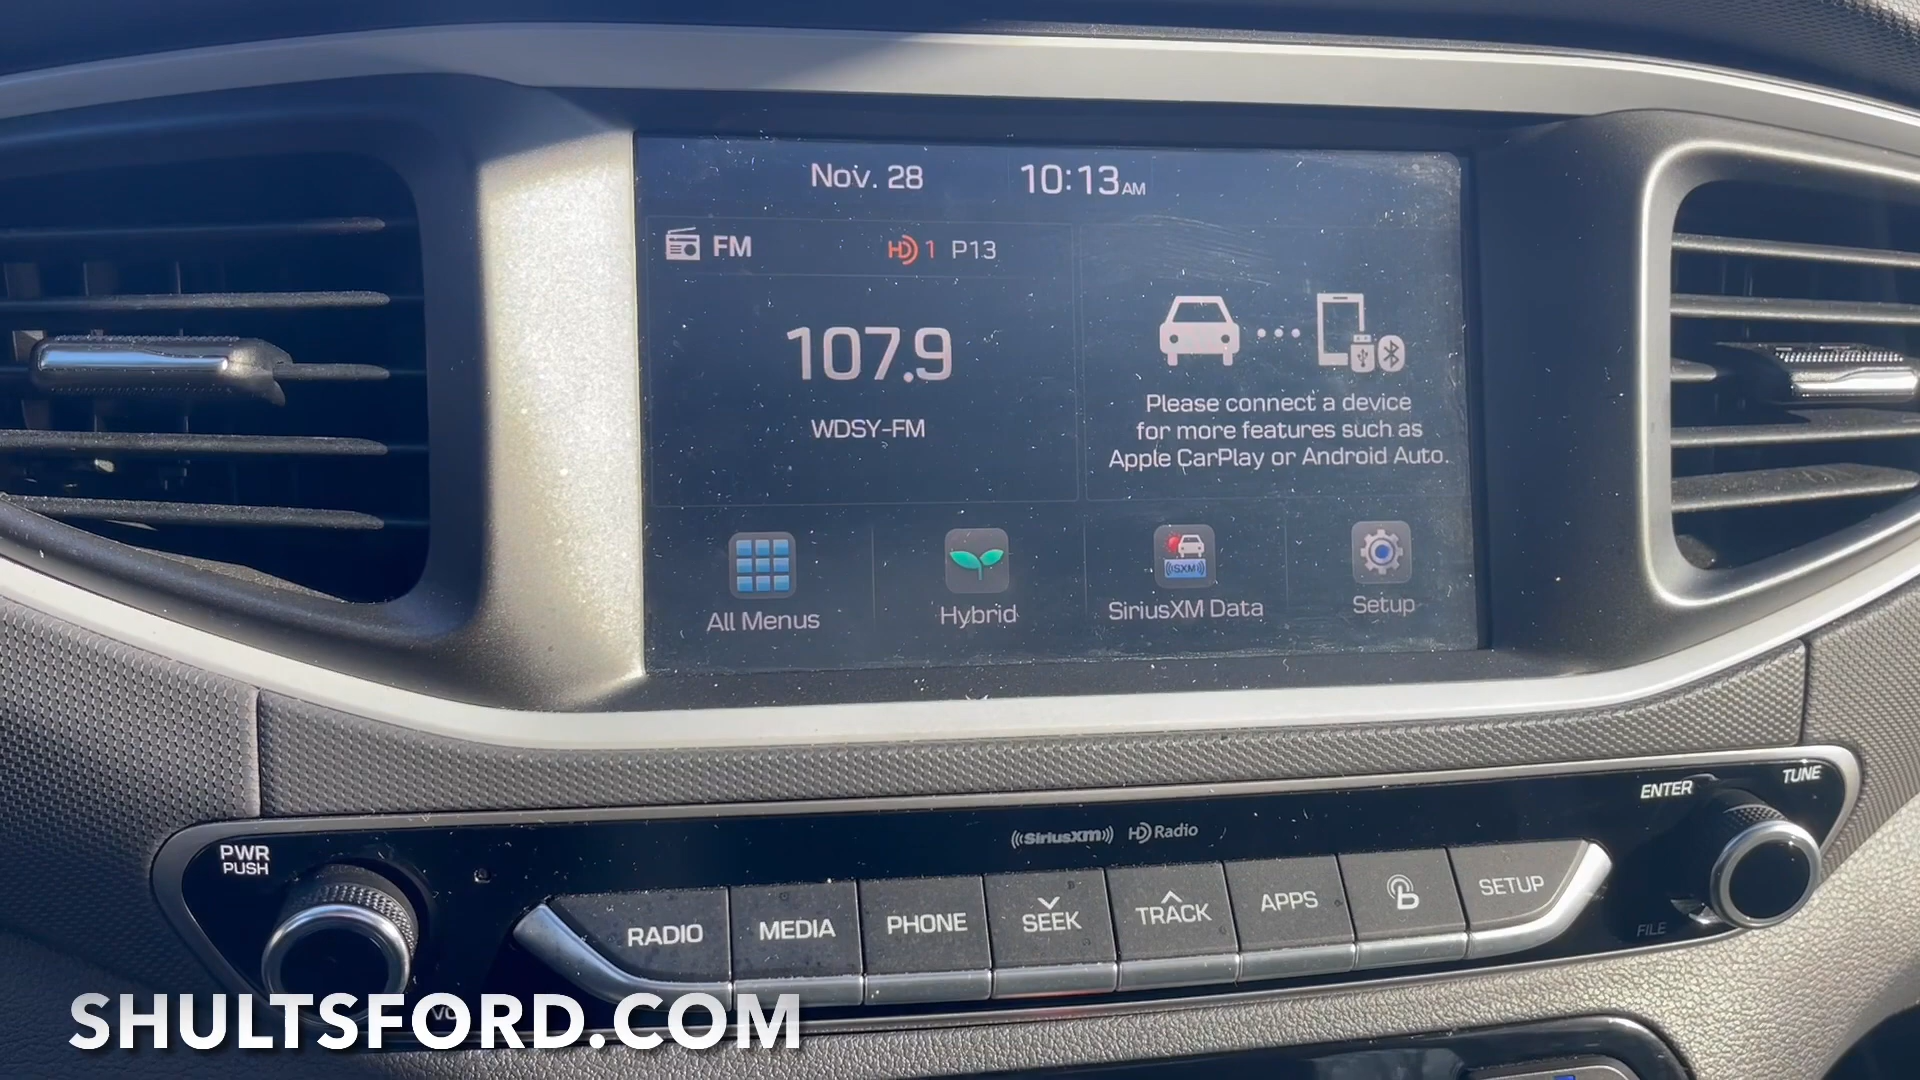 Nov. 28 10:13 AM
FM HD 1 P13
107.9
WDSY-FM
Please connect a device
for more features such as
Apple CarPlay or Android Auto.
All Menus
Hybrid
SXM
SiriusXM Data
Setup
SiriusXM HD Radio
PWR
PUSH
RADIO
MEDIA
PHONE
SEEK
TRACK
APPS
SETUP
ENTER
TUNE
FILE
SHULTSFORD.COM